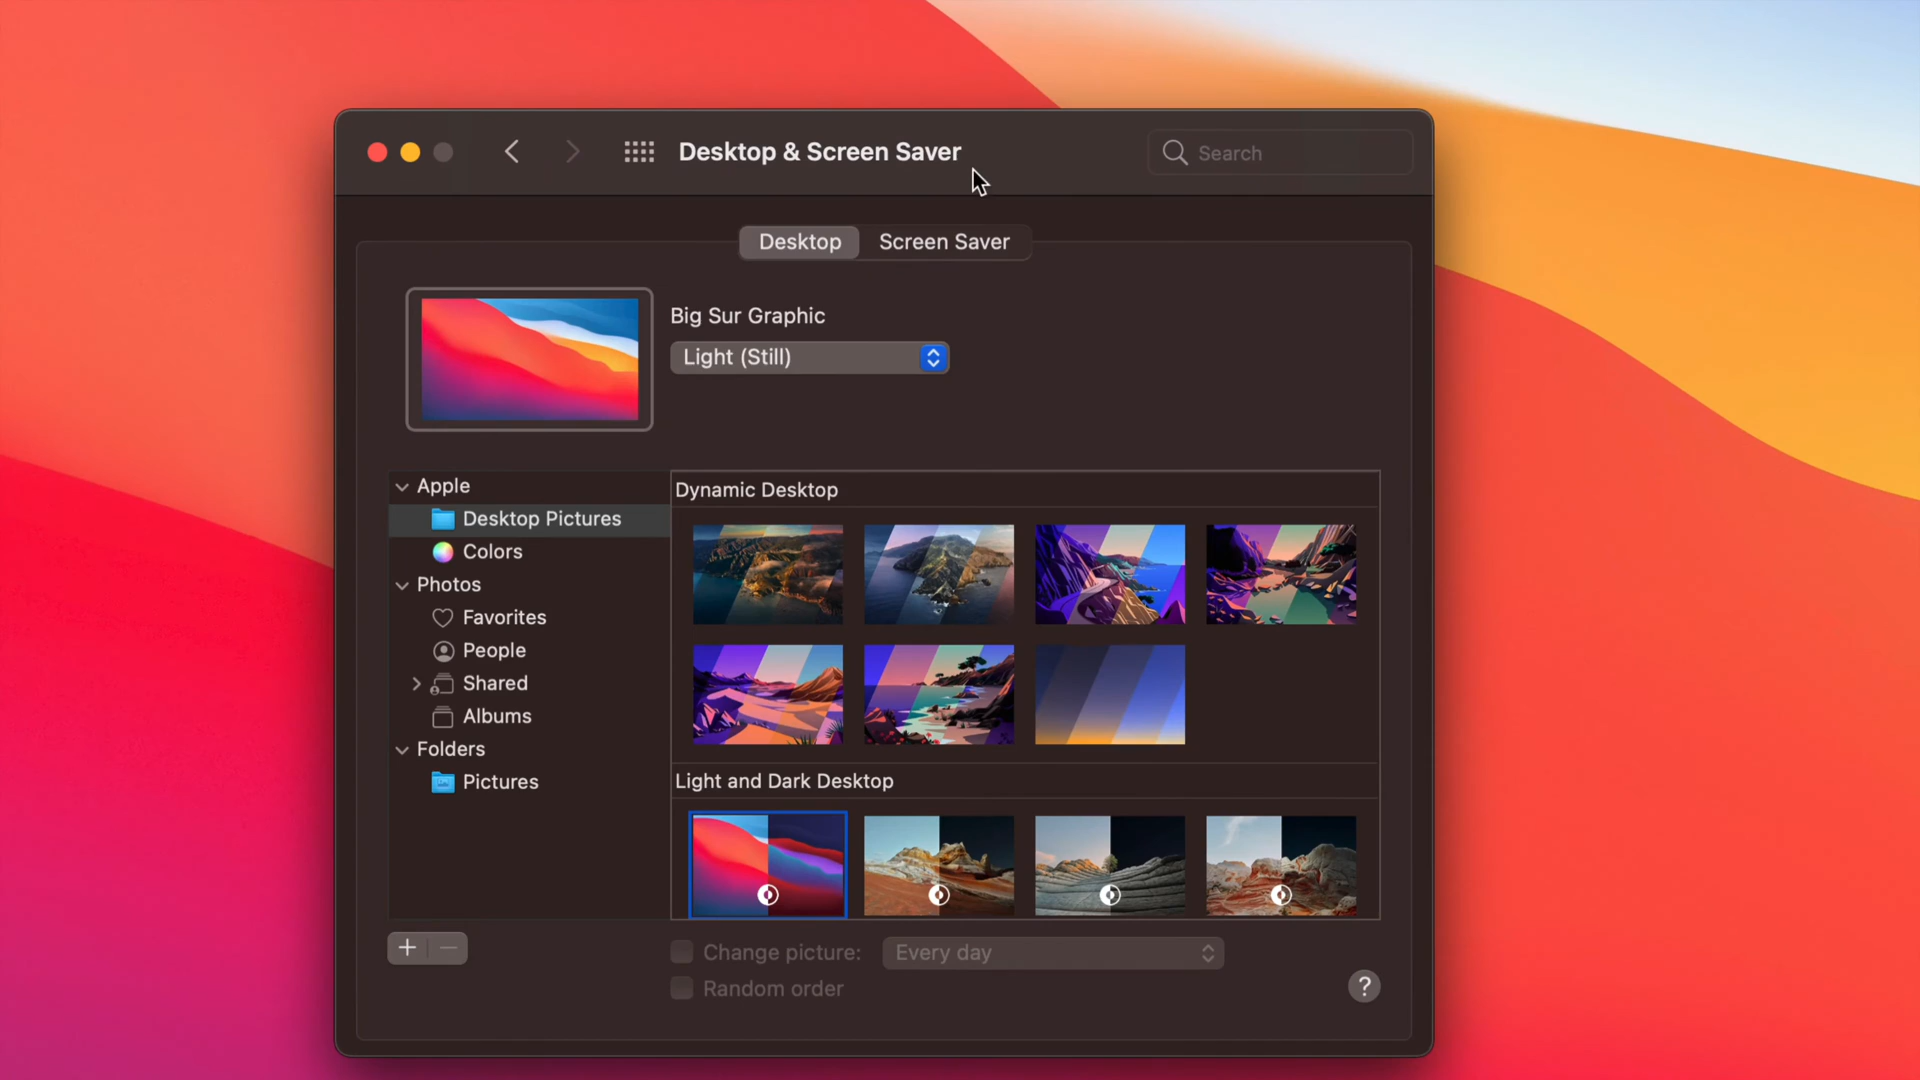 Desktop & Screen Saver
Search
Desktop
Screen Saver
Big Sur Graphic
Light (Still)
Apple
Desktop Pictures
Colors
Photos
Favorites
People
Shared
Albums
Folders
Pictures
Dynamic Desktop
Light and Dark Desktop
+ −
Change picture: Every day
Random order
?